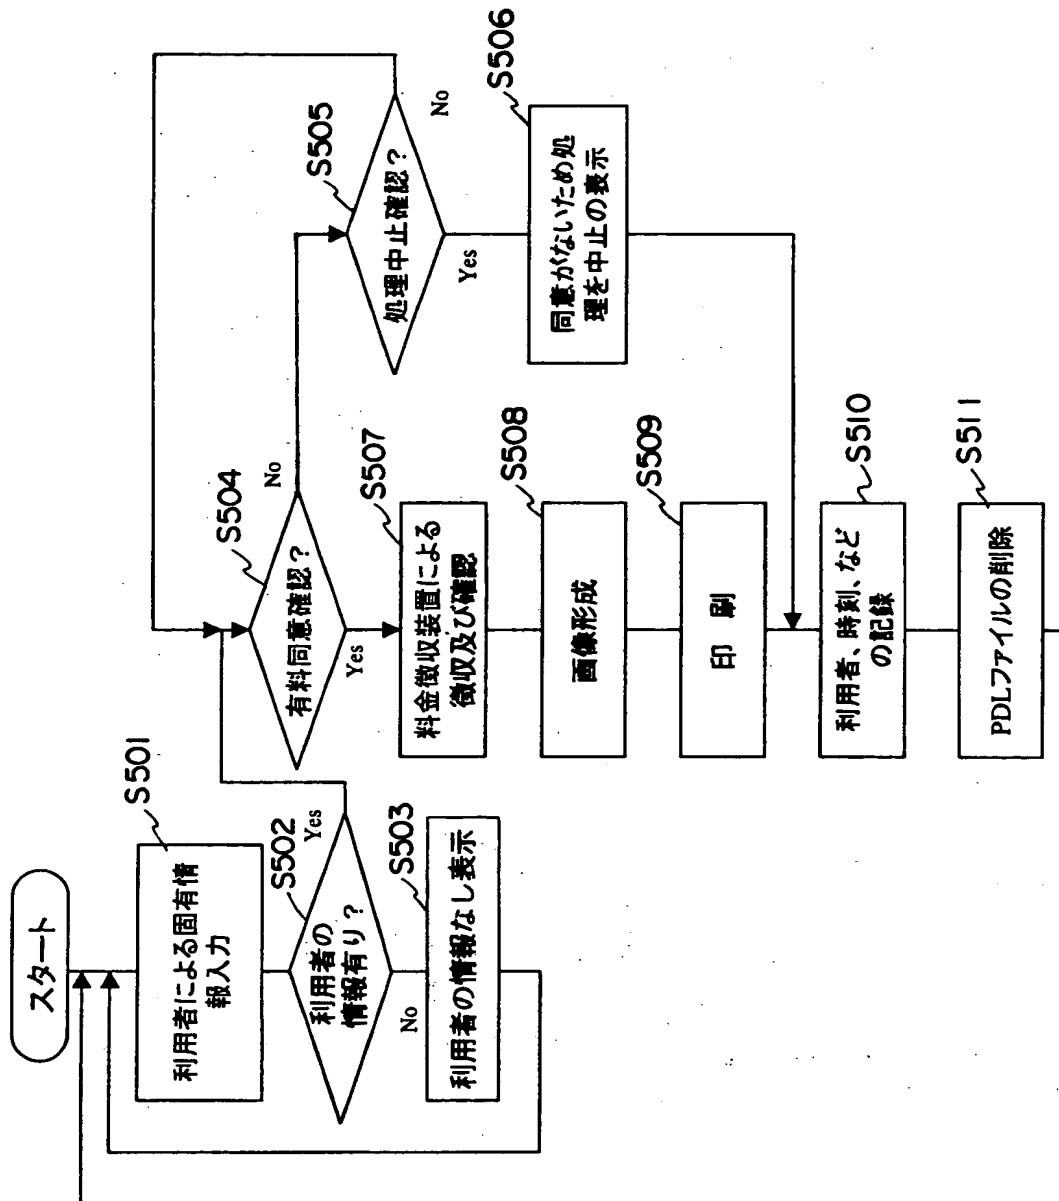 スタート
S501
利用者による固有情
報入力
S502
利用者の
情報有り？
Yes
No
S503
利用者の情報なし表示
S504
有料同意確認？
No
Yes
S505
処理中止確認？
No
Yes
S506
同意がないため処
理を中止の表示
S507
料金徴収装置による
徴収及び確認
S508
画像形成
S509
印 刷
S510
利用者、時刻、など
の記録
S511
PDLファイルの削除